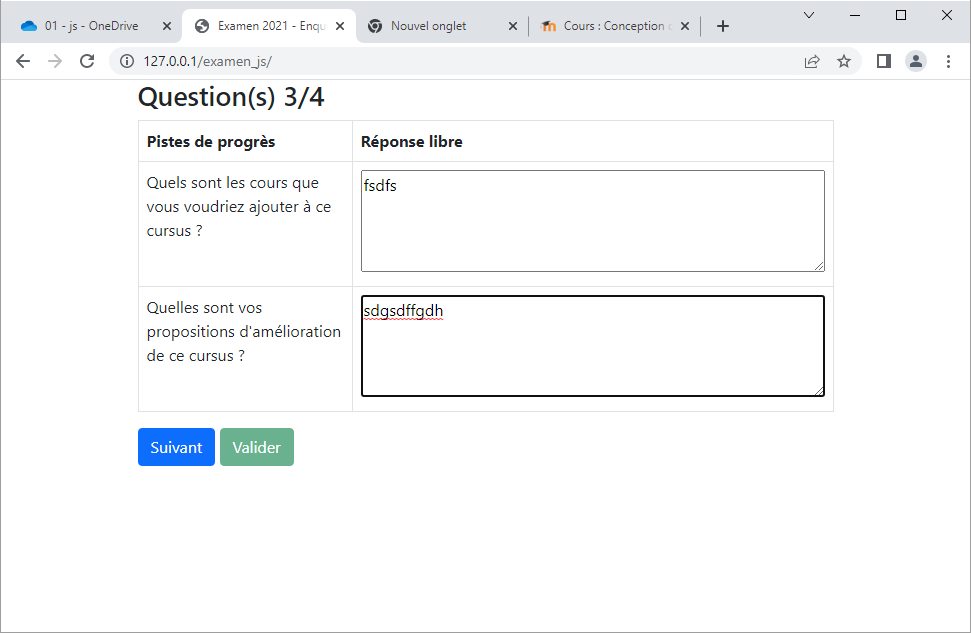 01 - js - OneDrive
Examen 2021 - Enqu
Nouvel onglet
Cours : Conception
127.0.0.1/examen_js/
Question(s) 3/4
Pistes de progrès
Réponse libre
Quels sont les cours que
vous voudriez ajouter à ce
cursus ?
fsdfs
Quelles sont vos
propositions d'amélioration
de ce cursus ?
sdgsdffgdh
Suivant
Valider